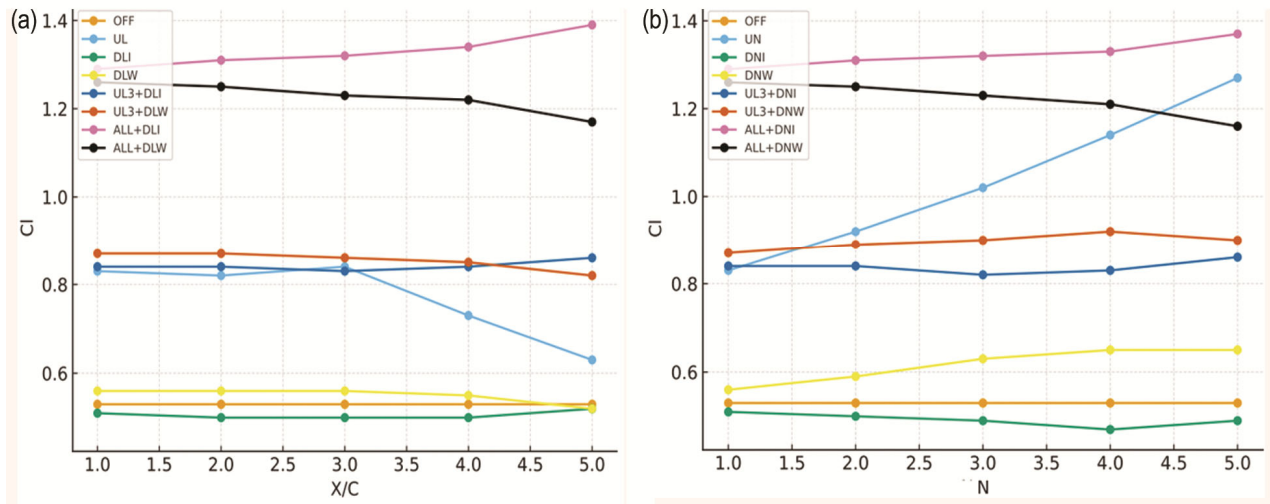 (a)
1.4
1.2
1.0
0.8
0.6
CI
OFF
UL
DLI
DLW
UL3+DLI
UL3+DLW
ALL+DLI
ALL+DLW
1.0 1.5 2.0 2.5 3.0 3.5 4.0 4.5 5.0
X/C
(b)
1.4
1.2
1.0
0.8
0.6
CI
OFF
UN
DNI
DNW
UL3+DNI
UL3+DNW
ALL+DNI
ALL+DNW
1.0 1.5 2.0 2.5 3.0 3.5 4.0 4.5 5.0
N